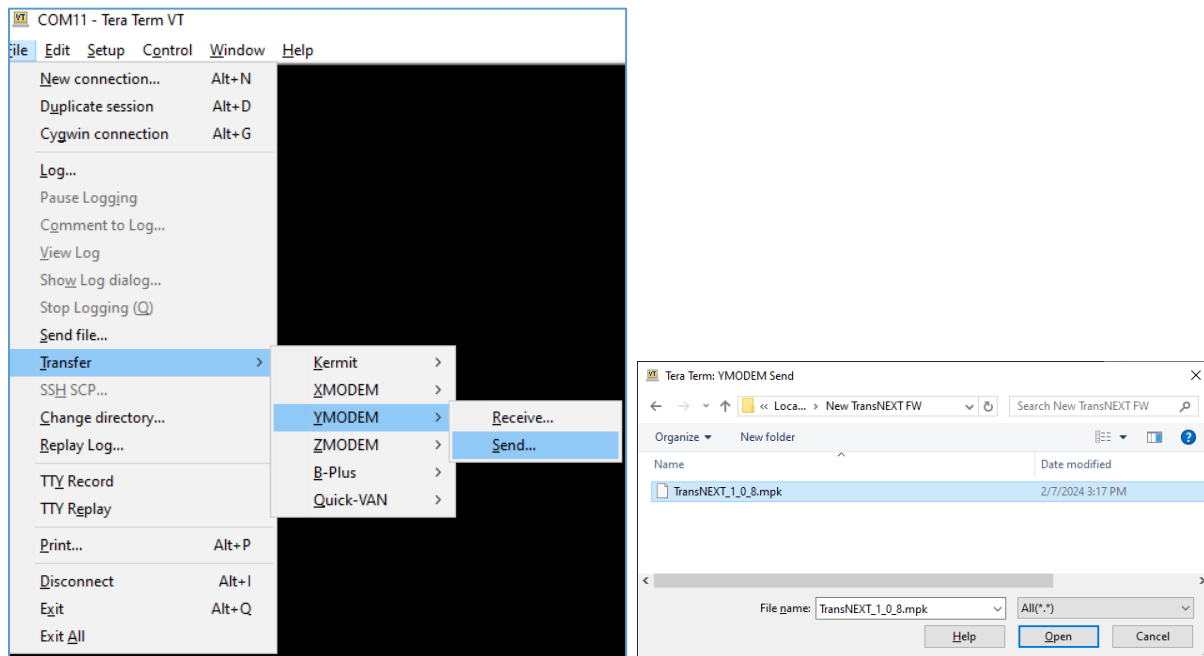 COM11 - Tera Term VT
File Edit Setup Control Window Help
New connection... Alt+N
Duplicate session Alt+D
Cygwin connection Alt+G
Log...
Pause Logging
Comment to Log...
View Log
Show Log dialog...
Stop Logging (Q)
Send file...
Transfer
SSH SCP...
Change directory...
Replay Log...
TTY Record
TTY Replay
Print... Alt+P
Disconnect Alt+I
Exit Alt+Q
Exit All
Kermit
XMODEM
YMODEM
ZMODEM
B-Plus
Quick-VAN
Receive...
Send...
Tera Term: YMODEM Send
« Loca... › New TransNEXT FW
Search New TransNEXT FW
Organize New folder
Name Date modified
TransNEXT_1_0_8.mpk 2/7/2024 3:17 PM
File name: TransNEXT_1_0_8.mpk All(*.*)
Help Open Cancel